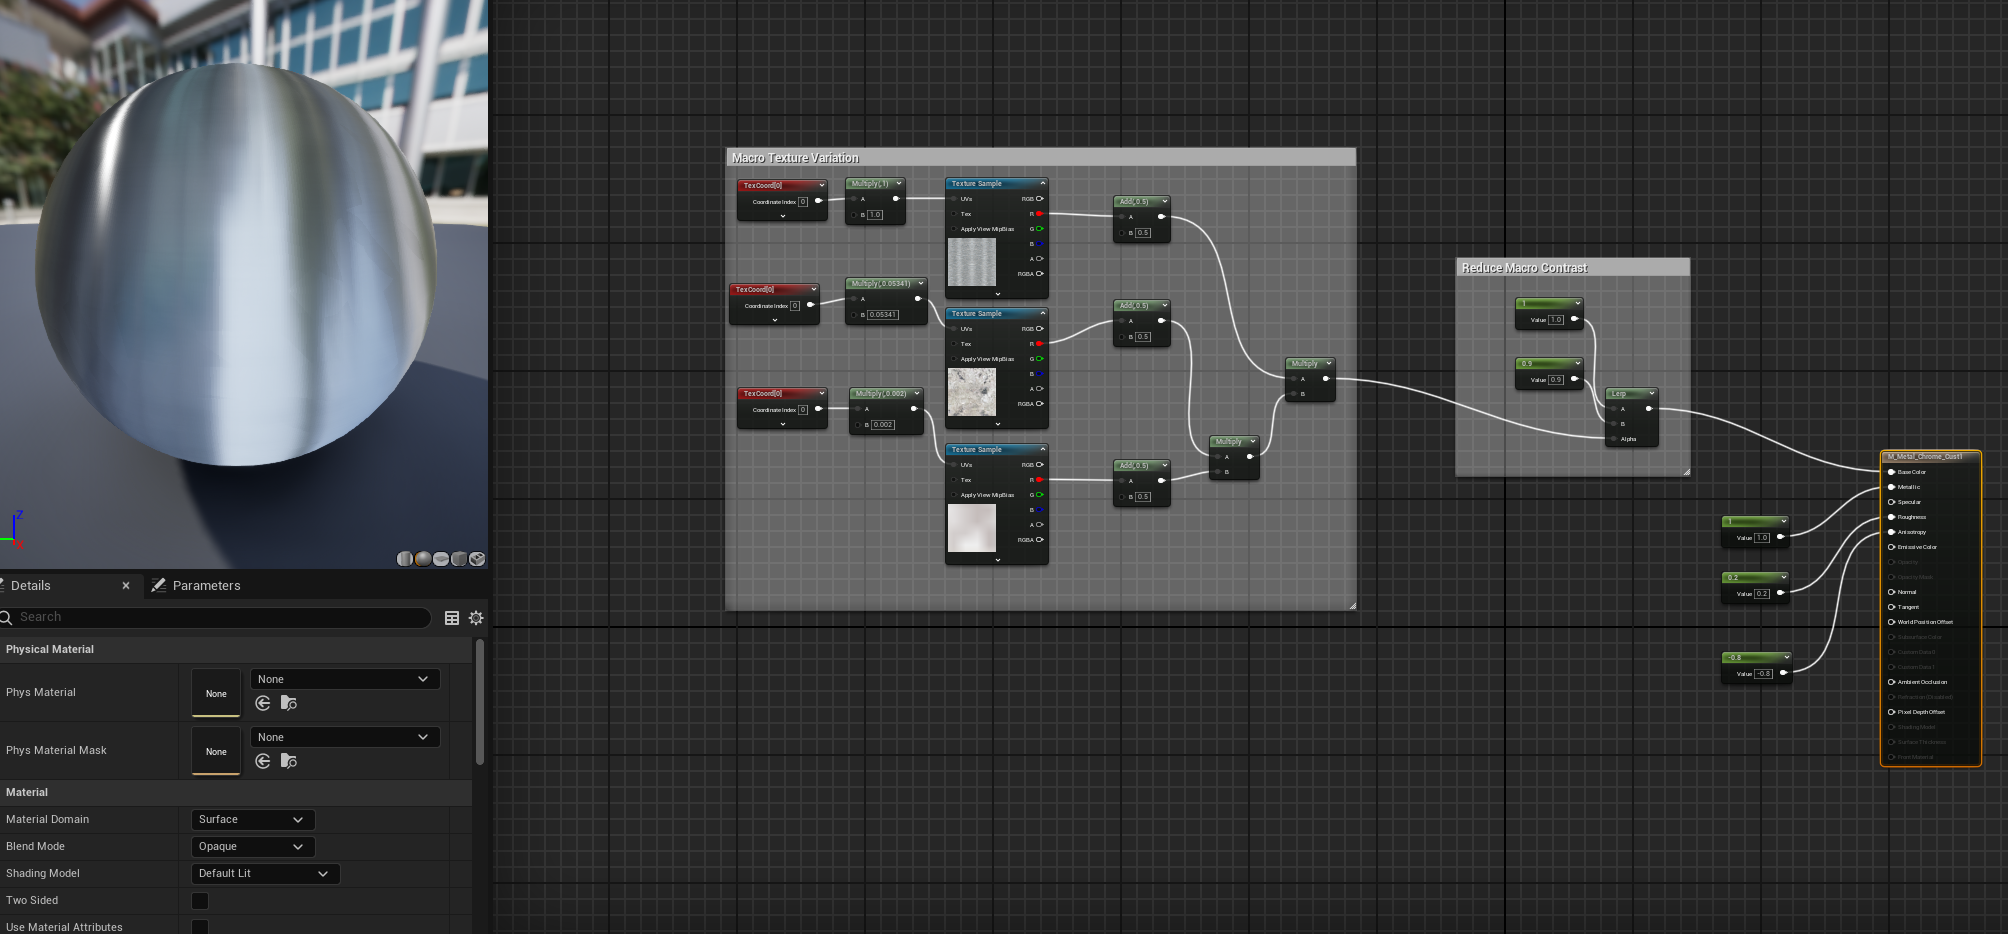 Macro Texture Variation
TexCoord[0]
Coordinate Index 0
Multiply(,1)
A
B 1.0
Texture Sample
UVs
Tex
Apply View MipBias
RGB
R
G
B
A
RGBA
Add(,0.5)
A
B 0.5
TexCoord[0]
Coordinate Index 0
Multiply(,0.05341)
A
B 0.05341
Texture Sample
UVs
Tex
Apply View MipBias
RGB
R
G
B
A
RGBA
Add(,0.5)
A
B 0.5
TexCoord[0]
Coordinate Index 0
Multiply(,0.002)
A
B 0.002
Texture Sample
UVs
Tex
Apply View MipBias
RGB
R
G
B
A
RGBA
Add(,0.5)
A
B 0.5
Multiply
A
B
Multiply
A
B
Reduce Macro Contrast
1
Value 1.0
0.9
Value 0.9
Lerp
A
B
Alpha
1
Value 1.0
0.2
Value 0.2
-0.8
Value -0.8
M_Metal_Chrome_Cust1
Base Color
Metallic
Specular
Roughness
Anisotropy
Emissive Color
Opacity
Opacity Mask
Normal
Tangent
World Position Offset
Subsurface Color
Custom Data 0
Custom Data 1
Ambient Occlusion
Refraction (Disabled)
Pixel Depth Offset
Shading Model
Surface Thickness
Front Material
Z
X
Details
Parameters
Search
Physical Material
Phys Material
None
None
Phys Material Mask
None
None
Material
Material Domain
Surface
Blend Mode
Opaque
Shading Model
Default Lit
Two Sided
Use Material Attributes